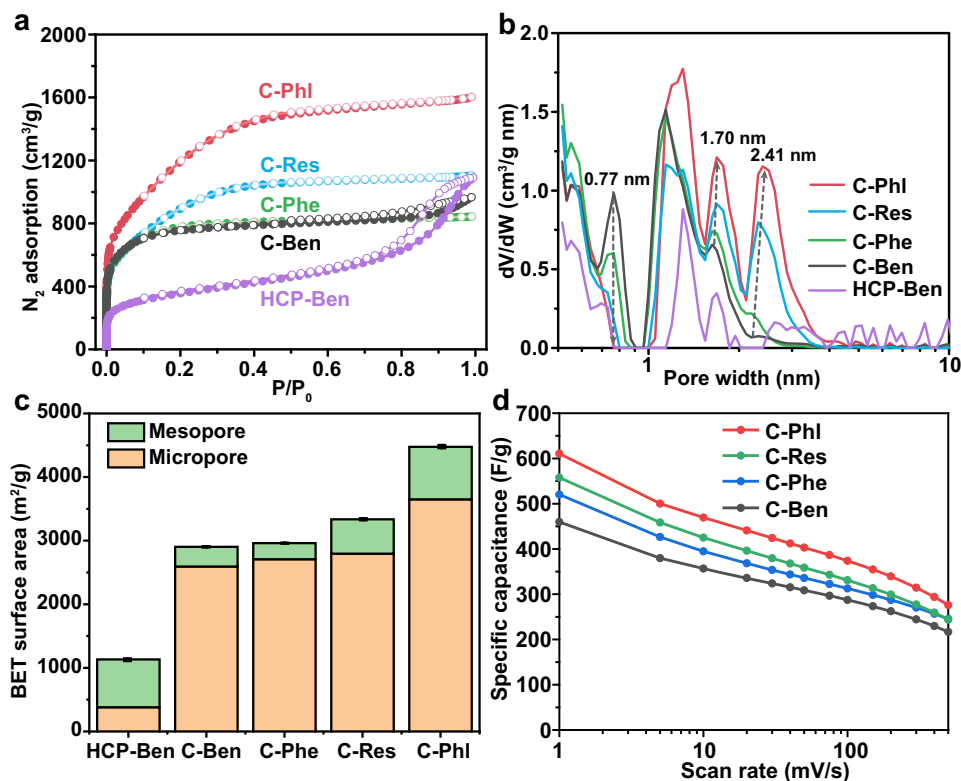 a
N₂ adsorption (cm³/g)
1600
1200
800
400
0
0.0 0.2 0.4 0.6 0.8 1.0
P/P₀
C-Phl
C-Res
C-Phe
C-Ben
HCP-Ben
b
dV/dW (cm³/g nm)
2.0
1.5
1.0
0.5
0.0
1 10
Pore width (nm)
0.77 nm
1.70 nm
2.41 nm
C-Phl
C-Res
C-Phe
C-Ben
HCP-Ben
c
BET surface area (m²/g)
5000
4000
3000
2000
1000
0
Mesopore
Micropore
HCP-Ben C-Ben C-Phe C-Res C-Phl
d
Specific capacitance (F/g)
700
600
500
400
300
200
100
0
1 10 100
Scan rate (mV/s)
C-Phl
C-Res
C-Phe
C-Ben